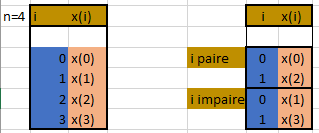 n=4 i x(i) i x(i)
0 x(0) i paire 0 x(0)
1 x(1) 1 x(2)
2 x(2) i impaire 0 x(1)
3 x(3) 1 x(3)